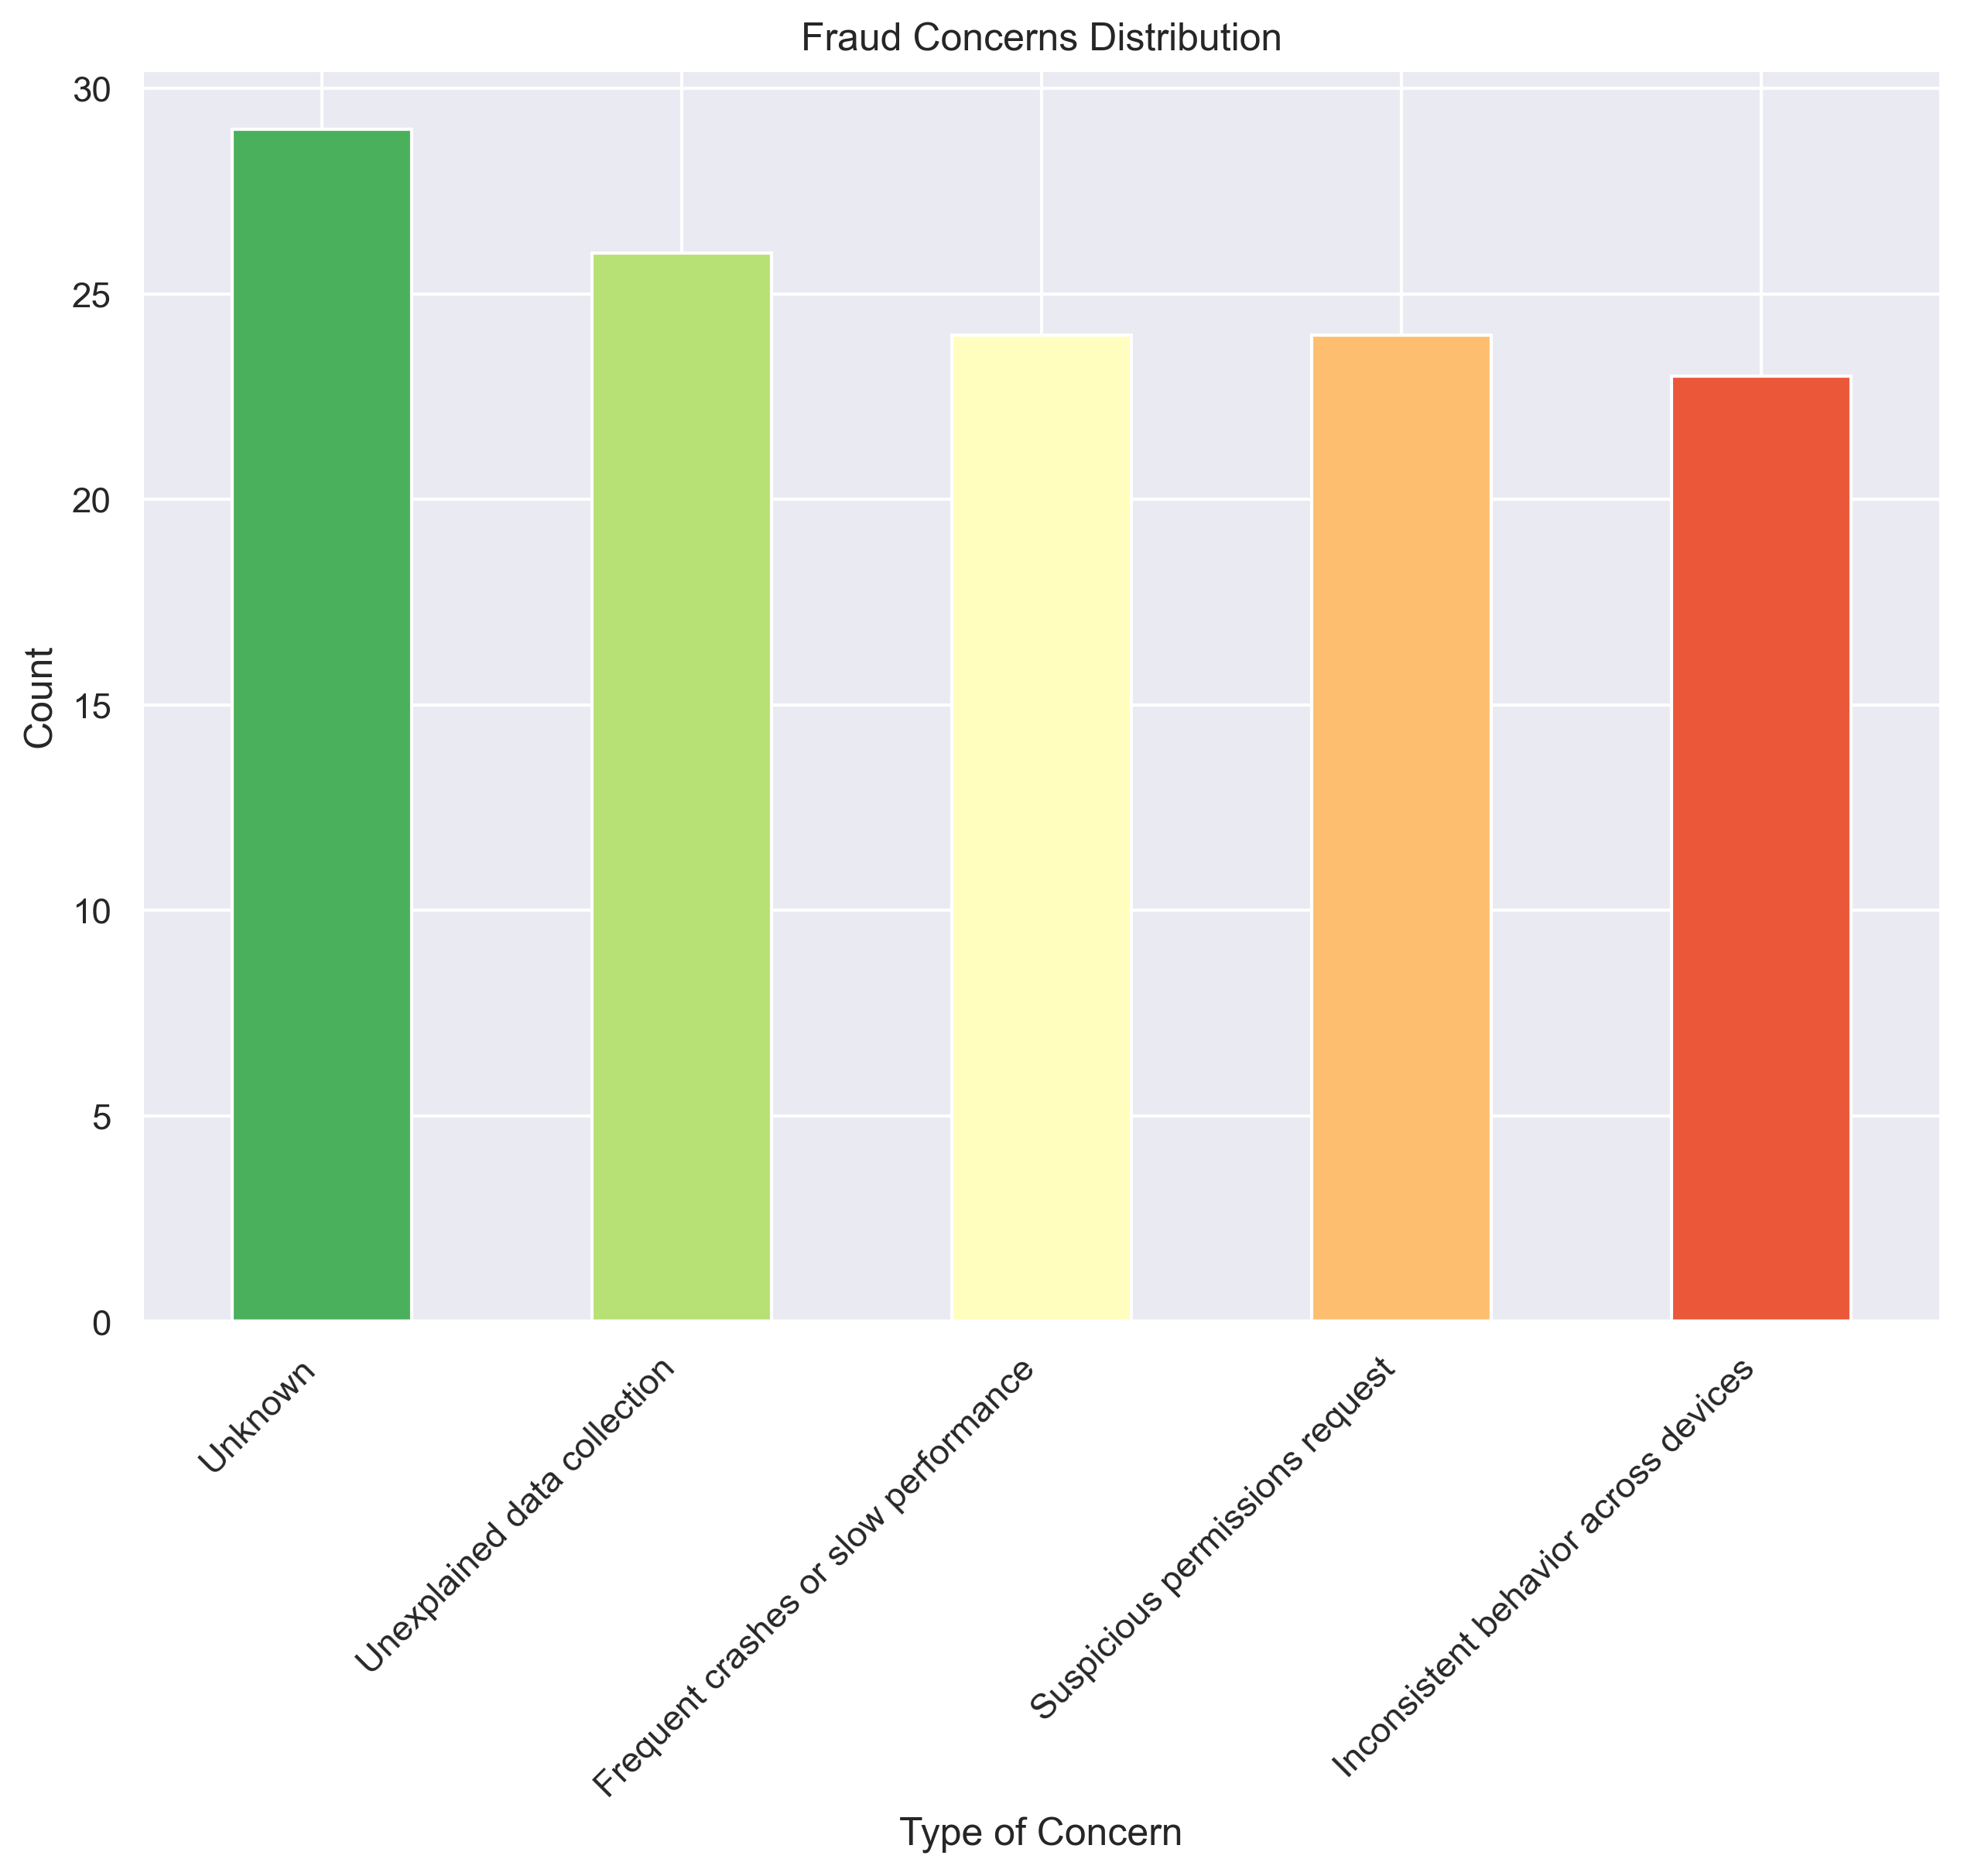 Fraud Concerns Distribution
30
25
20
15
10
5
0
Count
Unknown
Unexplained data collection
Frequent crashes or slow performance
Suspicious permissions request
Inconsistent behavior across devices
Type of Concern